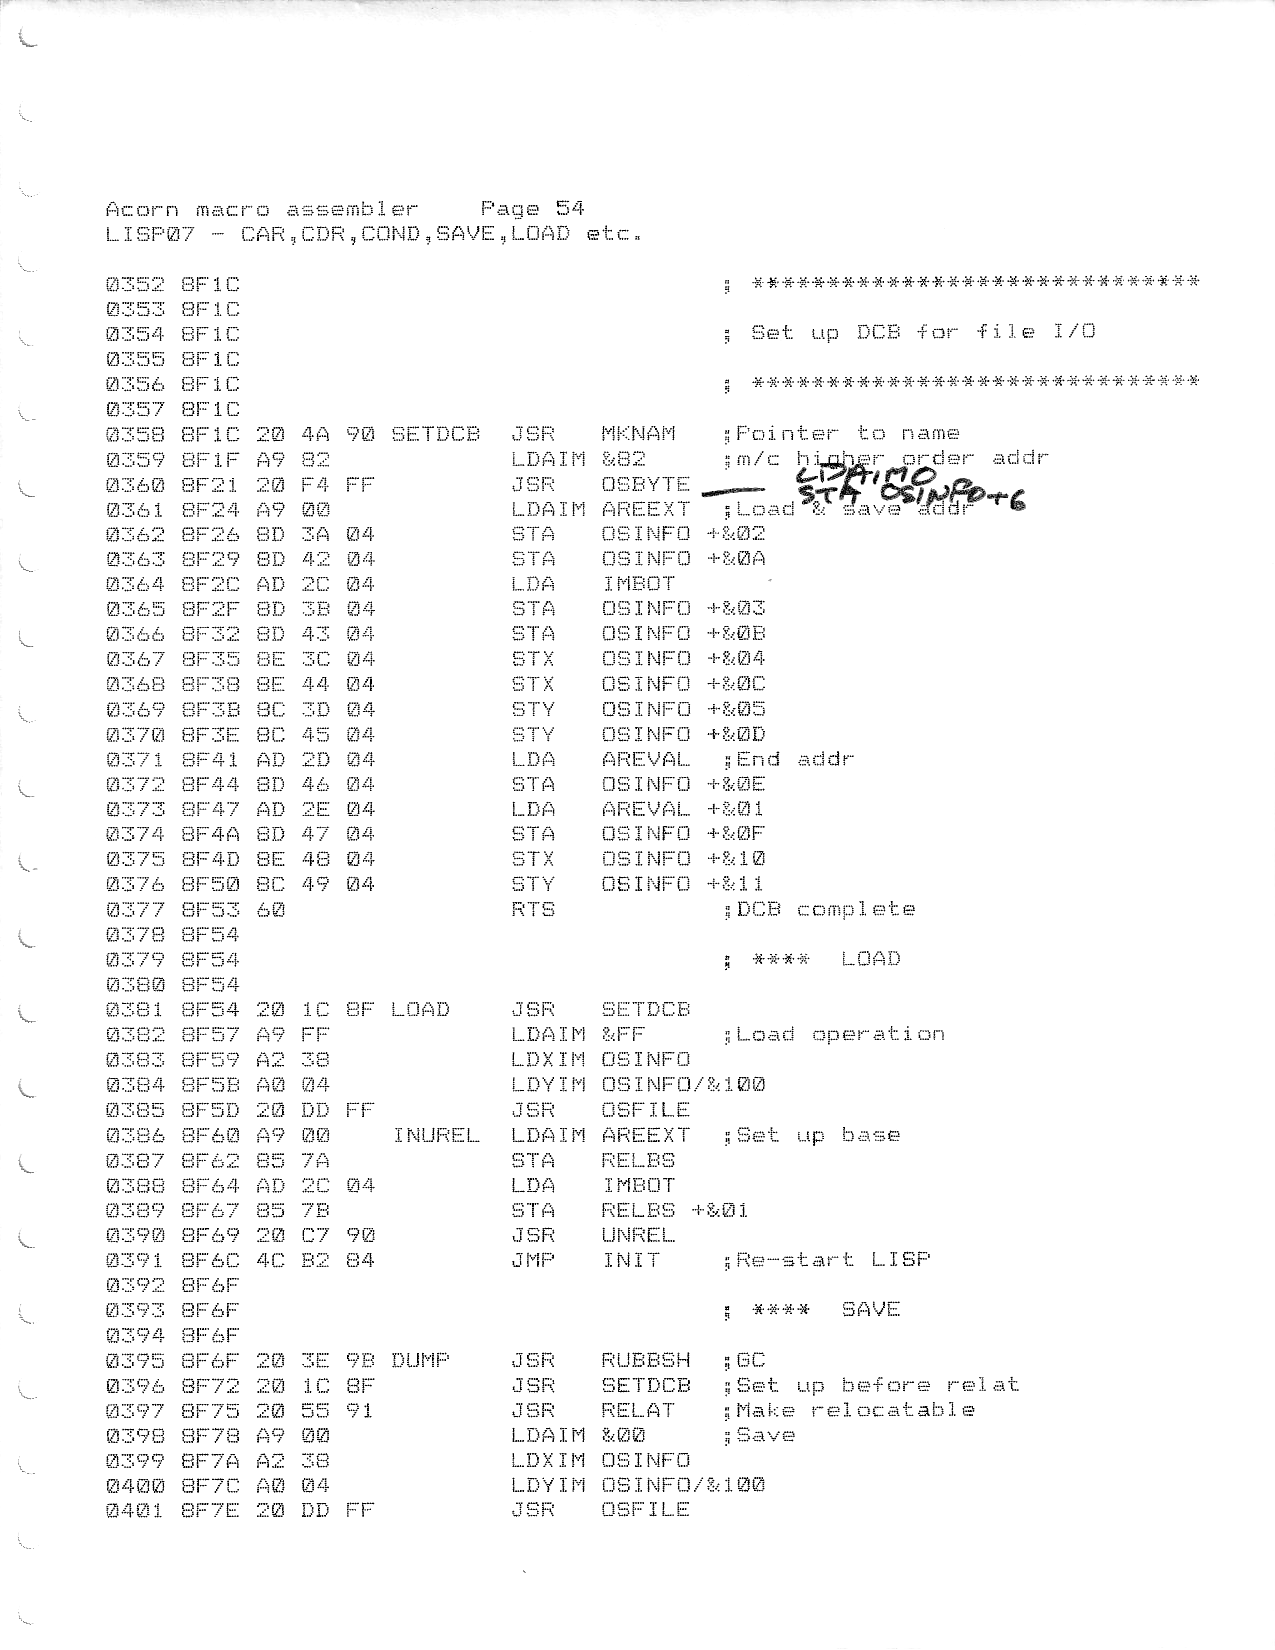 Acorn macro assembler    Page 54
LISP07 - CAR,CDR,COND,SAVE,LOAD etc.
0352 8F1C                                ; ******************************
0353 8F1C
0354 8F1C                                ; Set up DCB for file I/O
0355 8F1C
0356 8F1C                                ; ******************************
0357 8F1C
0358 8F1C 20 4A 90 SETDCB  JSR   MKNAM   ;Pointer to name
0359 8F1F A9 82            LDAIM &82     ;m/c higher order addr
LDAIM0
0360 8F21 20 F4 FF         JSR   OSBYTE
STA OSINFO+6
0361 8F24 A9 00            LDAIM AREEXT  ;Load & save addr
0362 8F26 8D 3A 04         STA   OSINFO +&02
0363 8F29 8D 42 04         STA   OSINFO +&0A
0364 8F2C AD 2C 04         LDA   IMBOT
0365 8F2F 8D 3B 04         STA   OSINFO +&03
0366 8F32 8D 43 04         STA   OSINFO +&0B
0367 8F35 8E 3C 04         STX   OSINFO +&04
0368 8F38 8E 44 04         STX   OSINFO +&0C
0369 8F3B 8C 3D 04         STY   OSINFO +&05
0370 8F3E 8C 45 04         STY   OSINFO +&0D
0371 8F41 AD 2D 04         LDA   AREVAL  ;End addr
0372 8F44 8D 46 04         STA   OSINFO +&0E
0373 8F47 AD 2E 04         LDA   AREVAL +&01
0374 8F4A 8D 47 04         STA   OSINFO +&0F
0375 8F4D 8E 48 04         STX   OSINFO +&10
0376 8F50 8C 49 04         STY   OSINFO +&11
0377 8F53 60               RTS           ;DCB complete
0378 8F54
0379 8F54                                ; ****  LOAD
0380 8F54
0381 8F54 20 1C 8F LOAD    JSR   SETDCB
0382 8F57 A9 FF            LDAIM &FF     ;Load operation
0383 8F59 A2 38            LDXIM OSINFO
0384 8F5B A0 04            LDYIM OSINFO/&100
0385 8F5D 20 DD FF         JSR   OSFILE
0386 8F60 A9 00    INUREL  LDAIM AREEXT  ;Set up base
0387 8F62 85 7A            STA   RELBS
0388 8F64 AD 2C 04         LDA   IMBOT
0389 8F67 85 7B            STA   RELBS +&01
0390 8F69 20 C7 90         JSR   UNREL
0391 8F6C 4C B2 84         JMP   INIT    ;Re-start LISP
0392 8F6F
0393 8F6F                                ; ****  SAVE
0394 8F6F
0395 8F6F 20 3E 9B DUMP    JSR   RUBBSH  ;GC
0396 8F72 20 1C 8F         JSR   SETDCB  ;Set up before relat
0397 8F75 20 55 91         JSR   RELAT   ;Make relocatable
0398 8F78 A9 00            LDAIM &00     ;Save
0399 8F7A A2 38            LDXIM OSINFO
0400 8F7C A0 04            LDYIM OSINFO/&100
0401 8F7E 20 DD FF         JSR   OSFILE